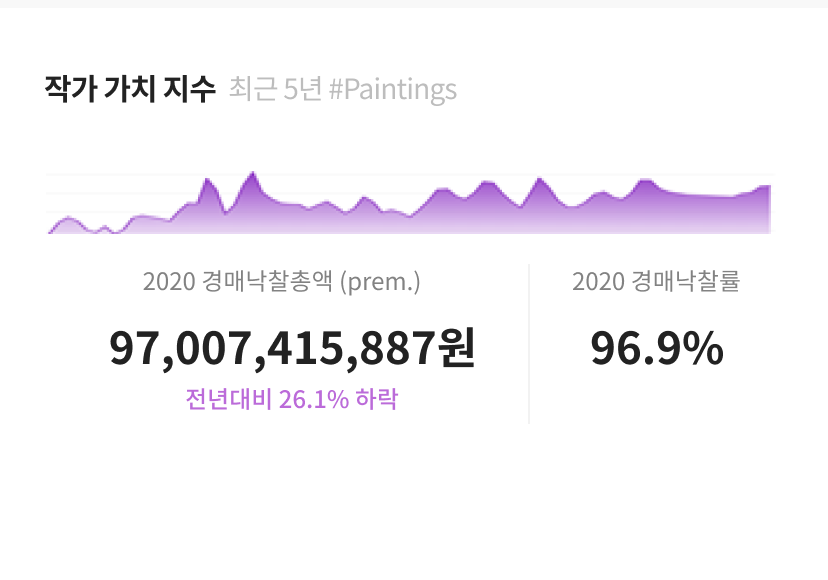 작가 가치 지수 최근 5년 #Paintings
2020 경매낙찰총액 (prem.)
97,007,415,887원
전년대비 26.1% 하락
2020 경매낙찰률
96.9%